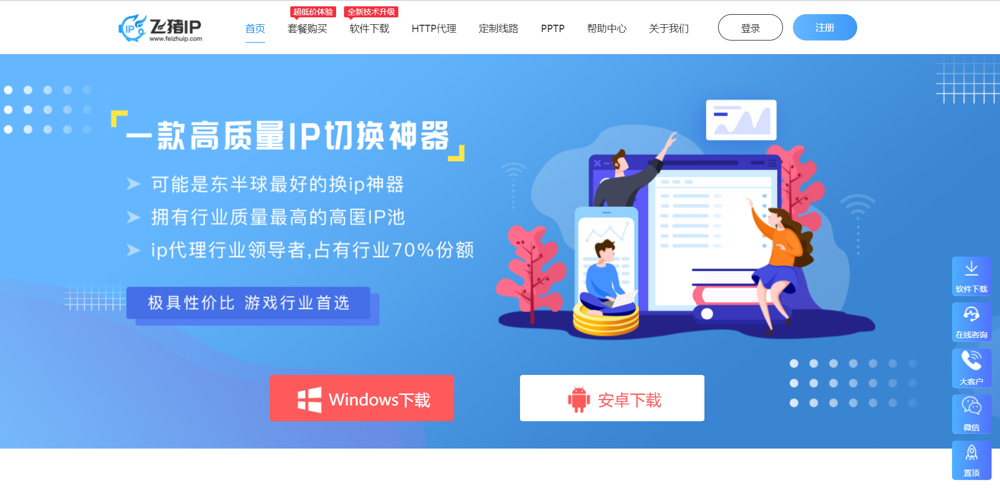 超低价体验
全新技术升级
IP 飞猪IP
www.feizhuip.com
首页 套餐购买 软件下载 HTTP代理 定制线路 PPTP 帮助中心 关于我们 登录 注册
一款高质量IP切换神器
可能是东半球最好的换ip神器
拥有行业质量最高的高匿IP池
ip代理行业领导者,占有行业70%份额
极具性价比 游戏行业首选
Windows下载
安卓下载
软件下载
在线咨询
大客户
微信
置顶